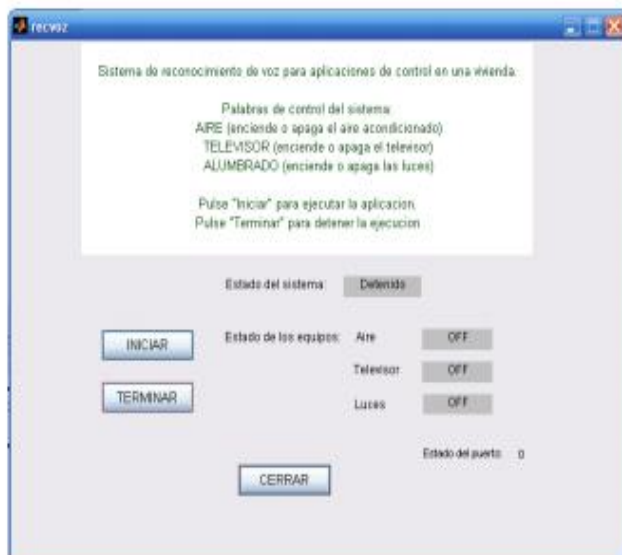 recvoz
Sistema de reconocimiento de voz para aplicaciones de control en una vivienda.
Palabras de control del sistema
AIRE (enciende o apaga el aire acondicionado)
TELEVISOR (enciende o apaga el televisor)
ALUMBRADO (enciende o apaga las luces)
Pulse "Iniciar" para ejecutar la aplicacion.
Pulse "Terminar" para detener la ejecucion
Estado del sistema: Detenido
INICIAR
Estado de los equipos: Aire OFF
Televisor OFF
TERMINAR
Luces OFF
Estado del puerto 0
CERRAR